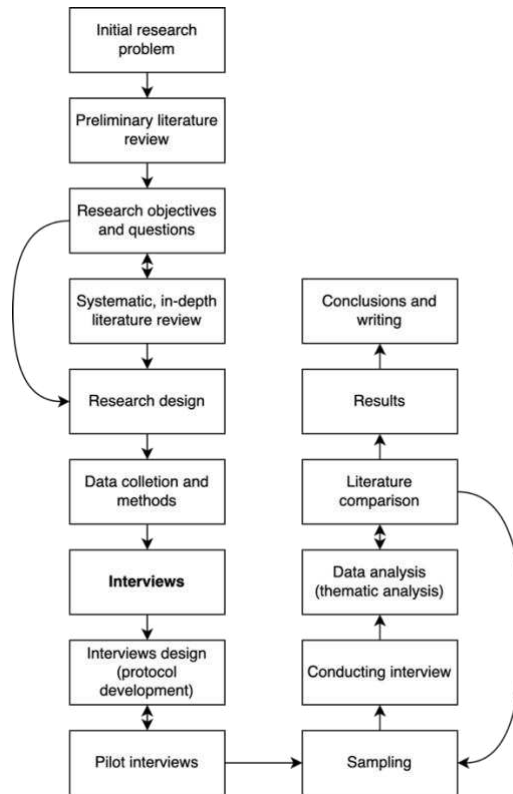 Initial research
problem
Preliminary literature
review
Research objectives
and questions
Systematic, in-depth
literature review
Research design
Data colletion and
methods
Interviews
Interviews design
(protocol
development)
Pilot interviews
Conclusions and
writing
Results
Literature
comparison
Data analysis
(thematic analysis)
Conducting interview
Sampling